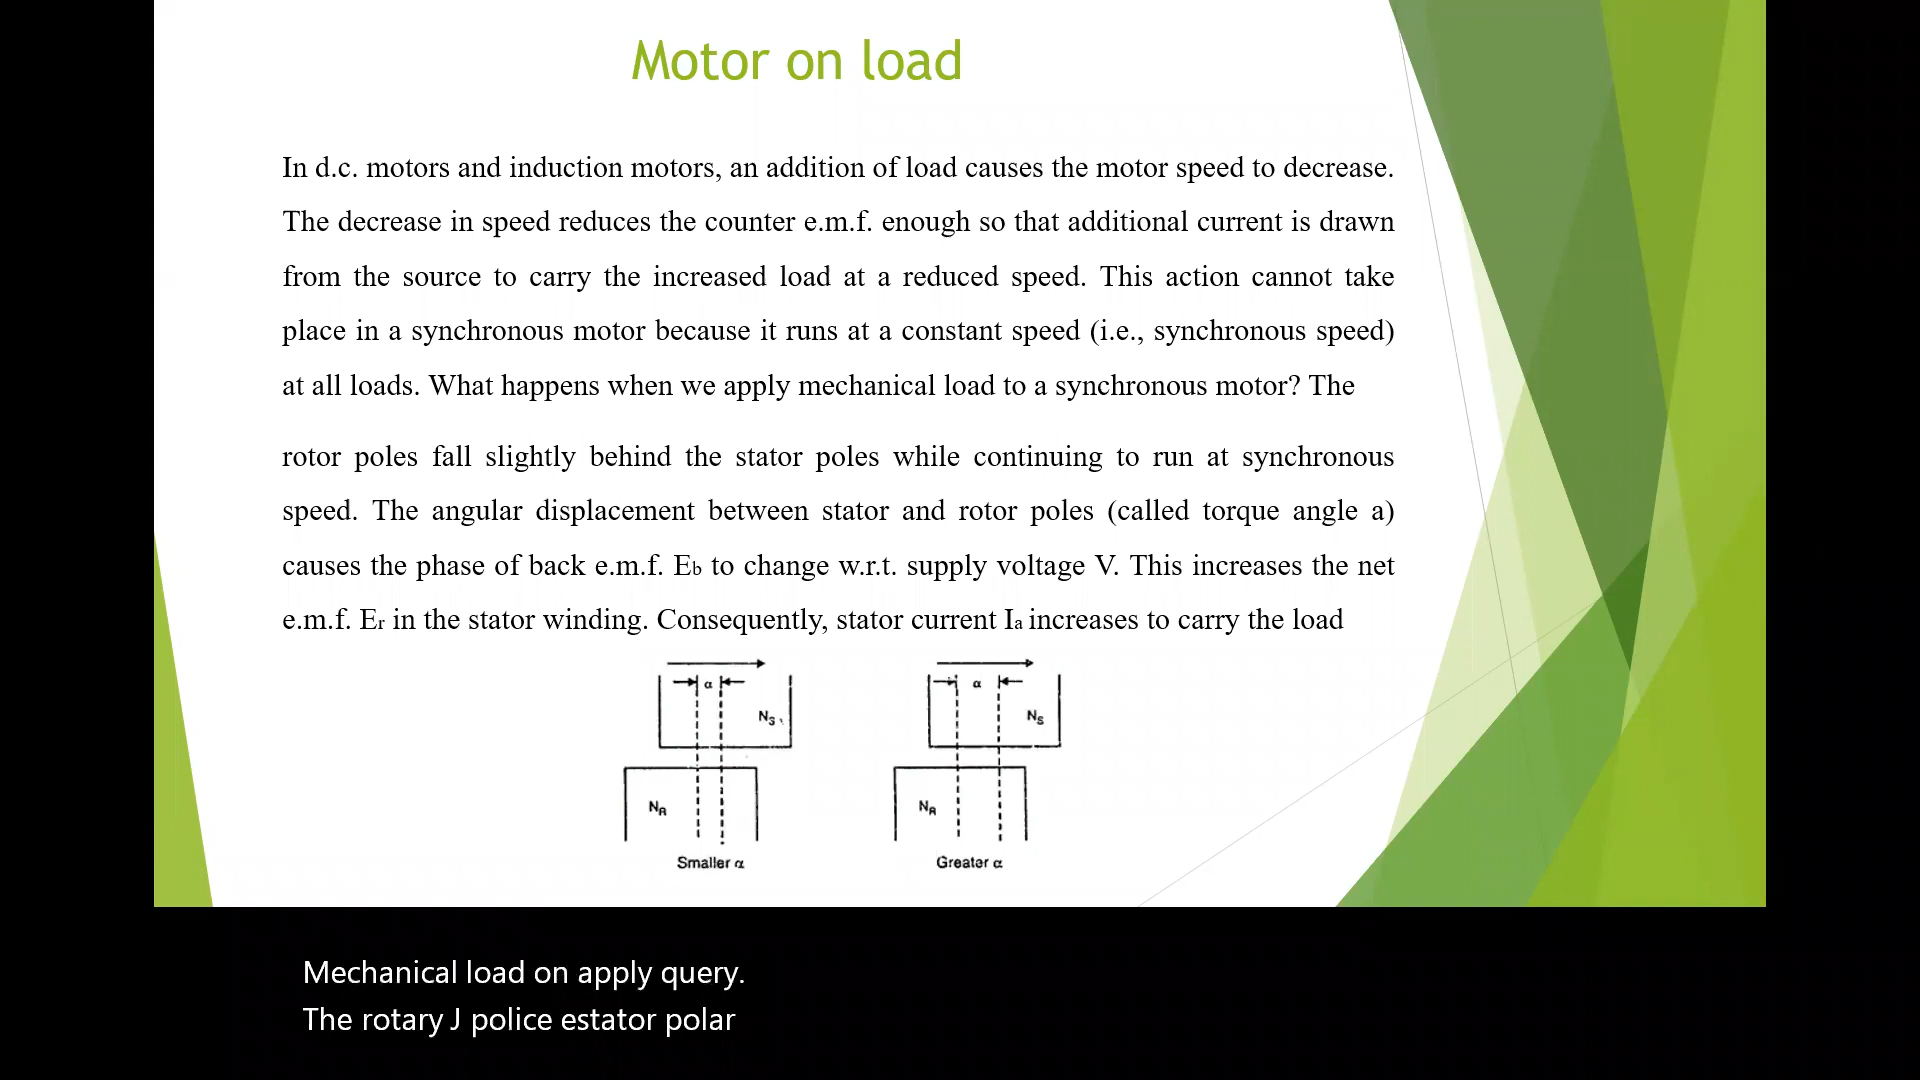 Motor on load
In d.c. motors and induction motors, an addition of load causes the motor speed to decrease.
The decrease in speed reduces the counter e.m.f. enough so that additional current is drawn
from the source to carry the increased load at a reduced speed. This action cannot take
place in a synchronous motor because it runs at a constant speed (i.e., synchronous speed)
at all loads. What happens when we apply mechanical load to a synchronous motor? The
rotor poles fall slightly behind the stator poles while continuing to run at synchronous
speed. The angular displacement between stator and rotor poles (called torque angle a)
causes the phase of back e.m.f. Eb to change w.r.t. supply voltage V. This increases the net
e.m.f. Er in the stator winding. Consequently, stator current Ia increases to carry the load
α α
NS NS
NR NR
Smaller α Greater α
Mechanical load on apply query.
The rotary J police estator polar